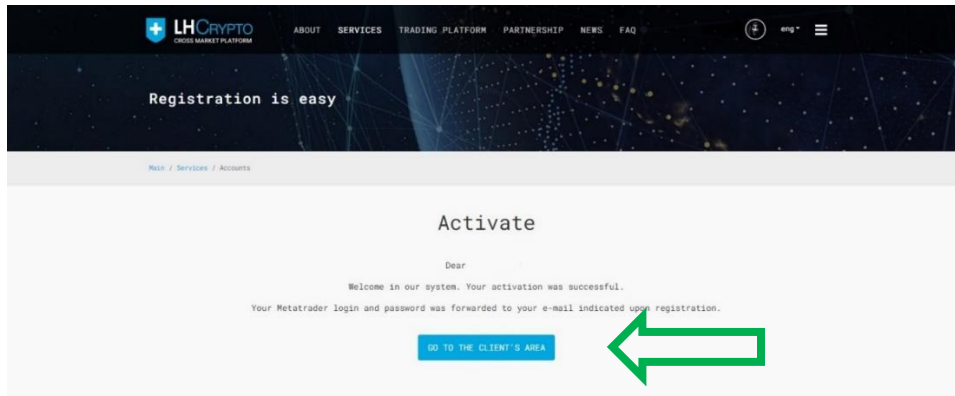 LHCRYPTO
CROSS MARKET PLATFORM
ABOUT SERVICES TRADING PLATFORM PARTNERSHIP NEWS FAQ
eng
Registration is easy
Main / Services / Accounts
Activate
Dear
Welcome in our system. Your activation was successful.
Your Metatrader login and password was forwarded to your e-mail indicated upon registration.
GO TO THE CLIENT'S AREA